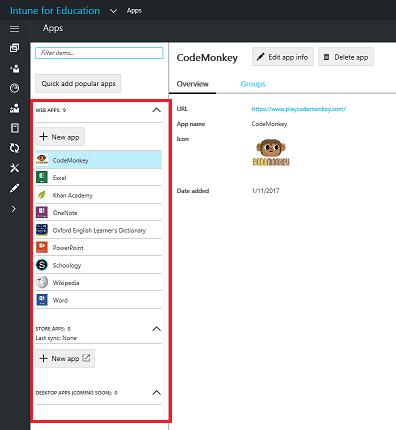 Intune for Education Apps
Apps
Filter items...
Quick add popular apps
WEB APPS: 9
+ New app
CodeMonkey
Excel
Khan Academy
OneNote
Oxford English Learner's Dictionary
PowerPoint
Schoology
Wikipedia
Word
STORE APPS: 0
Last sync: None
+ New app
DESKTOP APPS (COMING SOON): 0
CodeMonkey
Edit app info
Delete app
Overview
Groups
URL https://www.playcodemonkey.com/
App name CodeMonkey
Icon
CODEMONKEY
Date added 1/11/2017